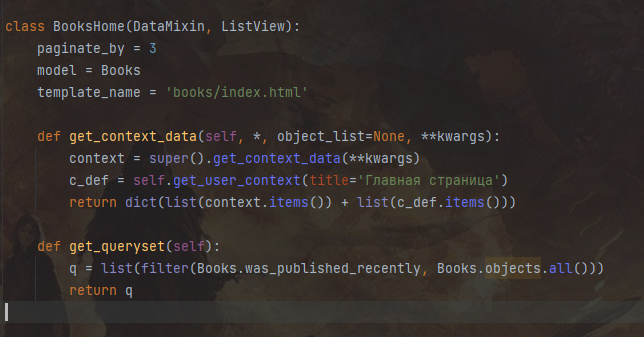 class BooksHome(DataMixin, ListView):
    paginate_by = 3
    model = Books
    template_name = 'books/index.html'
    def get_context_data(self, *, object_list=None, **kwargs):
        context = super().get_context_data(**kwargs)
        c_def = self.get_user_context(title='Главная страница')
        return dict(list(context.items()) + list(c_def.items()))
    def get_queryset(self):
        q = list(filter(Books.was_published_recently, Books.objects.all()))
        return q